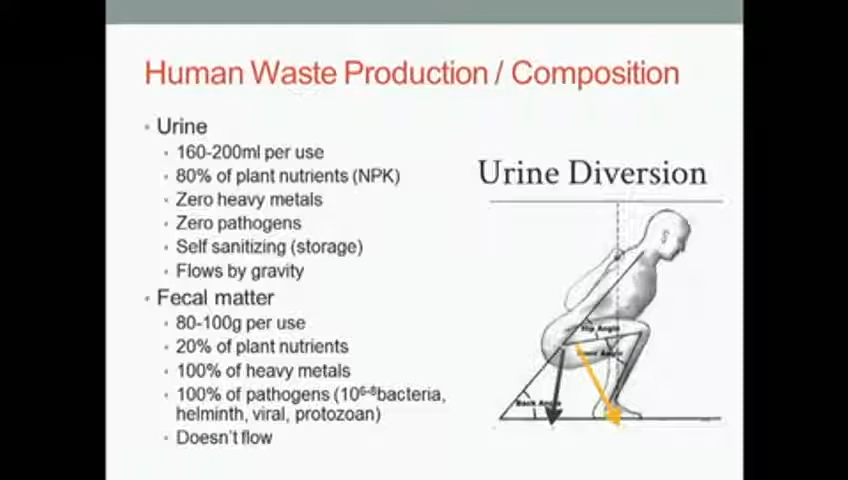 Human Waste Production / Composition
• Urine
• 160-200ml per use
• 80% of plant nutrients (NPK)
• Zero heavy metals
• Zero pathogens
• Self sanitizing (storage)
• Flows by gravity
• Fecal matter
• 80-100g per use
• 20% of plant nutrients
• 100% of heavy metals
• 100% of pathogens (10⁶⁻⁸bacteria,
helminth, viral, protozoan)
• Doesn't flow
Urine Diversion
Hip Angle
Angle
Back Angle